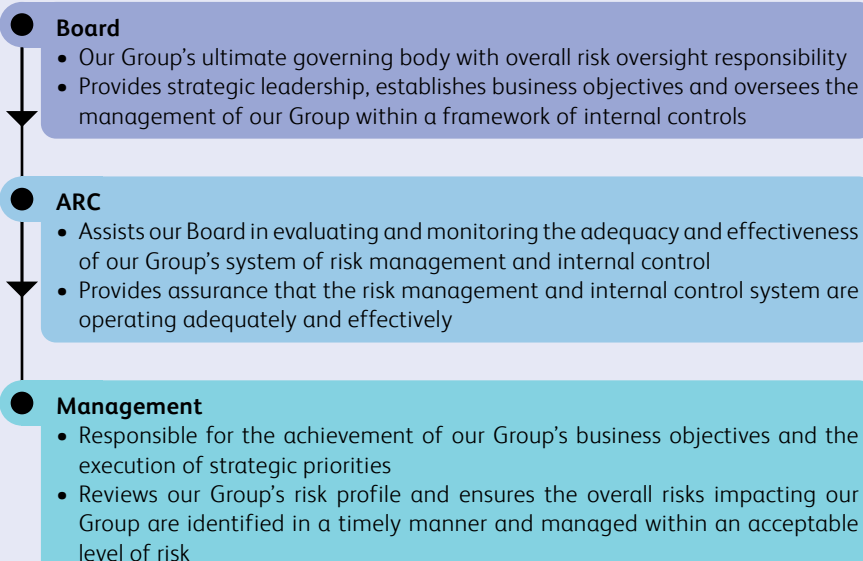 Board
• Our Group's ultimate governing body with overall risk oversight responsibility
• Provides strategic leadership, establishes business objectives and oversees the
management of our Group within a framework of internal controls
ARC
• Assists our Board in evaluating and monitoring the adequacy and effectiveness
of our Group's system of risk management and internal control
• Provides assurance that the risk management and internal control system are
operating adequately and effectively
Management
• Responsible for the achievement of our Group's business objectives and the
execution of strategic priorities
• Reviews our Group's risk profile and ensures the overall risks impacting our
Group are identified in a timely manner and managed within an acceptable
level of risk